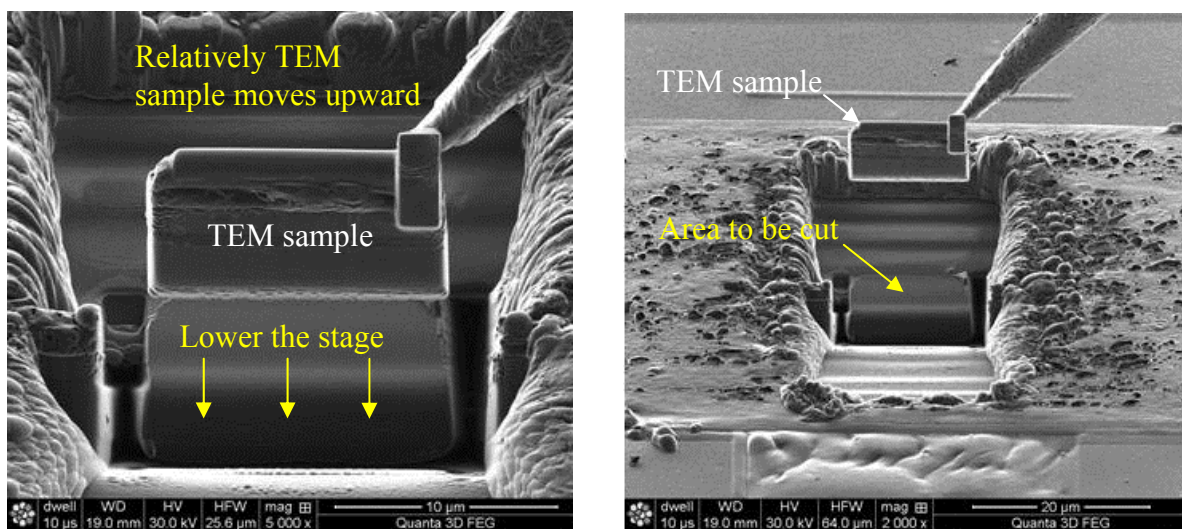 Relatively TEM
sample moves upward
TEM sample
Lower the stage
dwell WD HV HFW mag ⊞ 10 µm
10 µs 19.0 mm 30.0 kV 25.6 µm 5 000 x Quanta 3D FEG
TEM sample
Area to be cut
dwell WD HV HFW mag ⊞ 20 µm
10 µs 19.0 mm 30.0 kV 64.0 µm 2 000 x Quanta 3D FEG